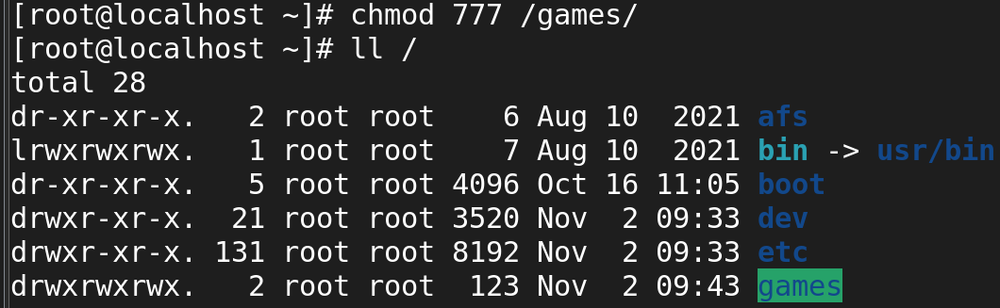 [root@localhost ~]# chmod 777 /games/
[root@localhost ~]# ll /
total 28
dr-xr-xr-x.   2 root root    6 Aug 10  2021 afs
lrwxrwxrwx.   1 root root    7 Aug 10  2021 bin -> usr/bin
dr-xr-xr-x.   5 root root 4096 Oct 16 11:05 boot
drwxr-xr-x.  21 root root 3520 Nov  2 09:33 dev
drwxr-xr-x. 131 root root 8192 Nov  2 09:33 etc
drwxrwxrwx.   2 root root  123 Nov  2 09:43 games